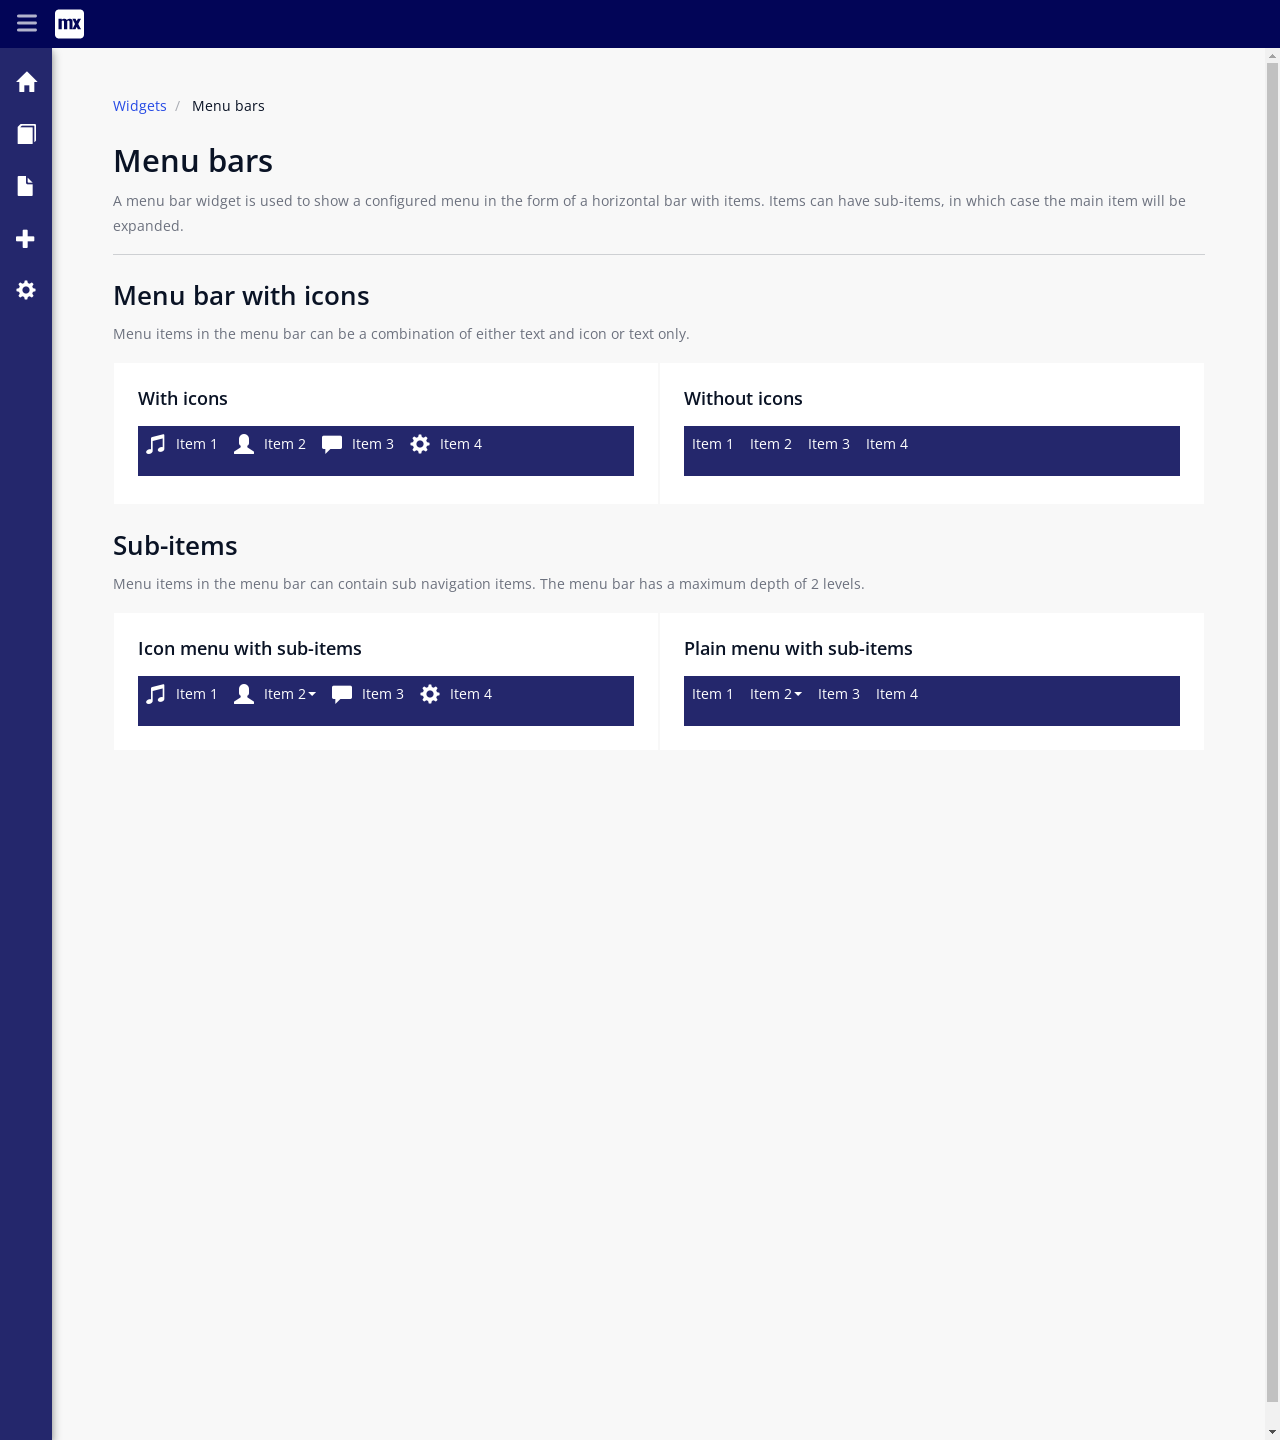 mx
Widgets / Menu bars
Menu bars
A menu bar widget is used to show a configured menu in the form of a horizontal bar with items. Items can have sub-items, in which case the main item will be
expanded.
Menu bar with icons
Menu items in the menu bar can be a combination of either text and icon or text only.
With icons
Item 1 Item 2 Item 3 Item 4
Without icons
Item 1 Item 2 Item 3 Item 4
Sub-items
Menu items in the menu bar can contain sub navigation items. The menu bar has a maximum depth of 2 levels.
Icon menu with sub-items
Item 1 Item 2 Item 3 Item 4
Plain menu with sub-items
Item 1 Item 2 Item 3 Item 4